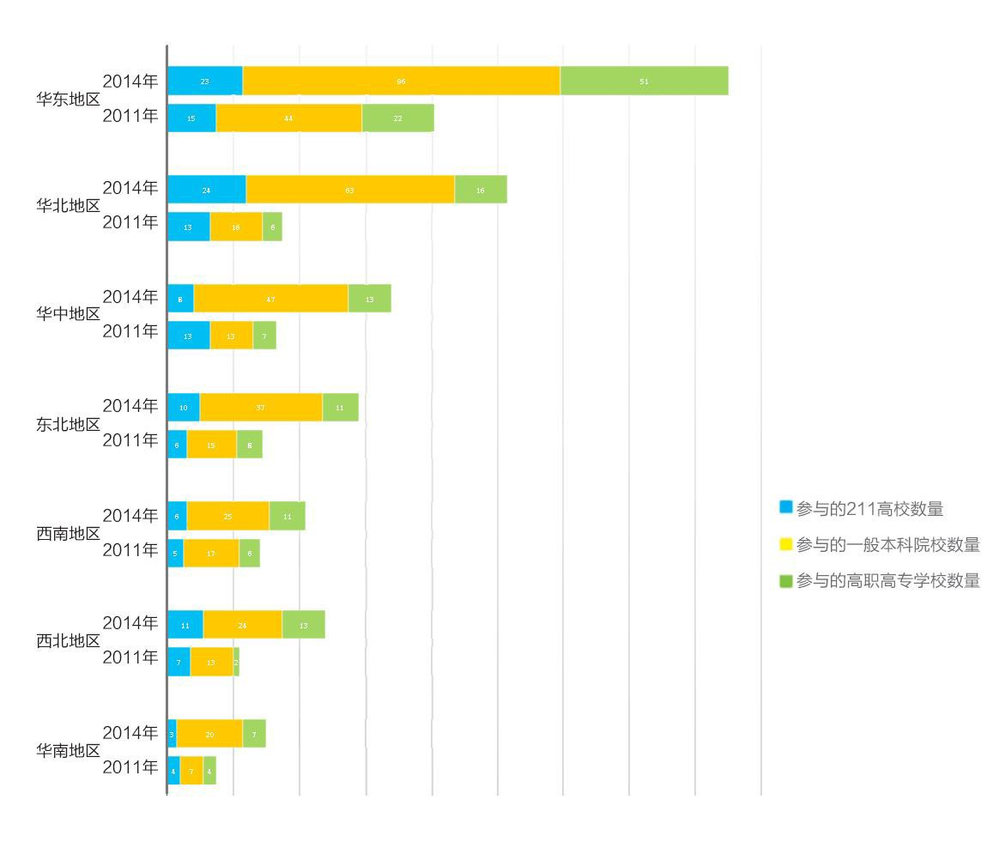 华东地区
2014年 23 96 51
2011年 15 44 22
华北地区
2014年 24 63 16
2011年 13 16 6
华中地区
2014年 8 47 13
2011年 13 13 7
东北地区
2014年 10 37 11
2011年 6 15 8
西南地区
2014年 6 25 11
2011年 5 17 6
西北地区
2014年 11 24 13
2011年 7 13 2
华南地区
2014年 3 20 7
2011年 4 7 4
参与的211高校数量
参与的一般本科院校数量
参与的高职高专学校数量